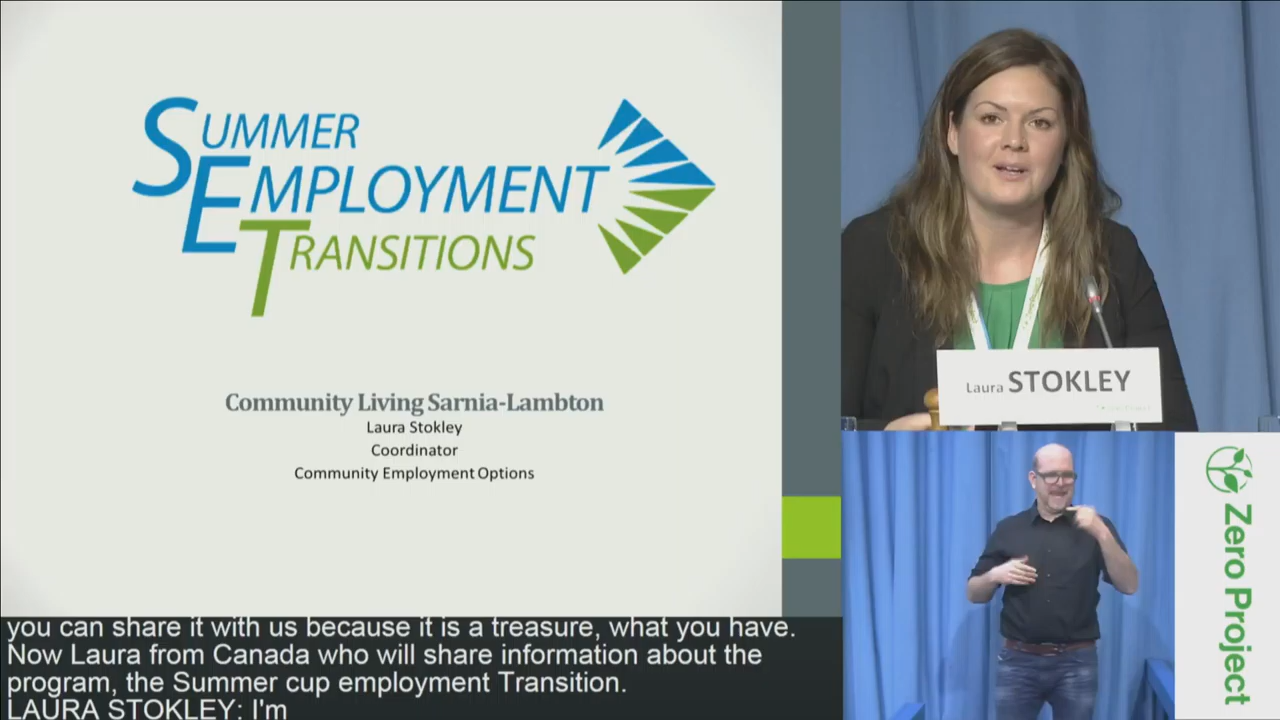 SUMMER
EMPLOYMENT
TRANSITIONS
Community Living Sarnia-Lambton
Laura Stokley
Coordinator
Community Employment Options
Laura STOKLEY
Zero Project
you can share it with us because it is a treasure, what you have.
Now Laura from Canada who will share information about the
program, the Summer cup employment Transition.
LAURA STOKLEY: I'm